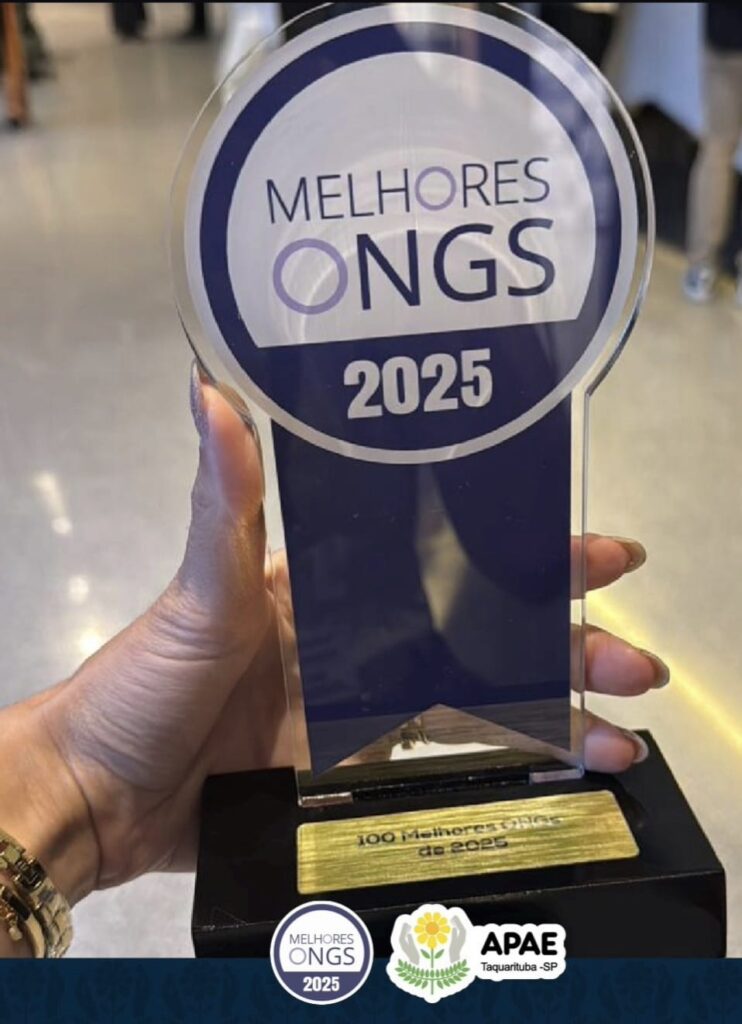 MELHORES
ONGS
2025
100 Melhores ONGs
de 2025
MELHORES
ONGS
2025
APAE
Taquarituba -SP